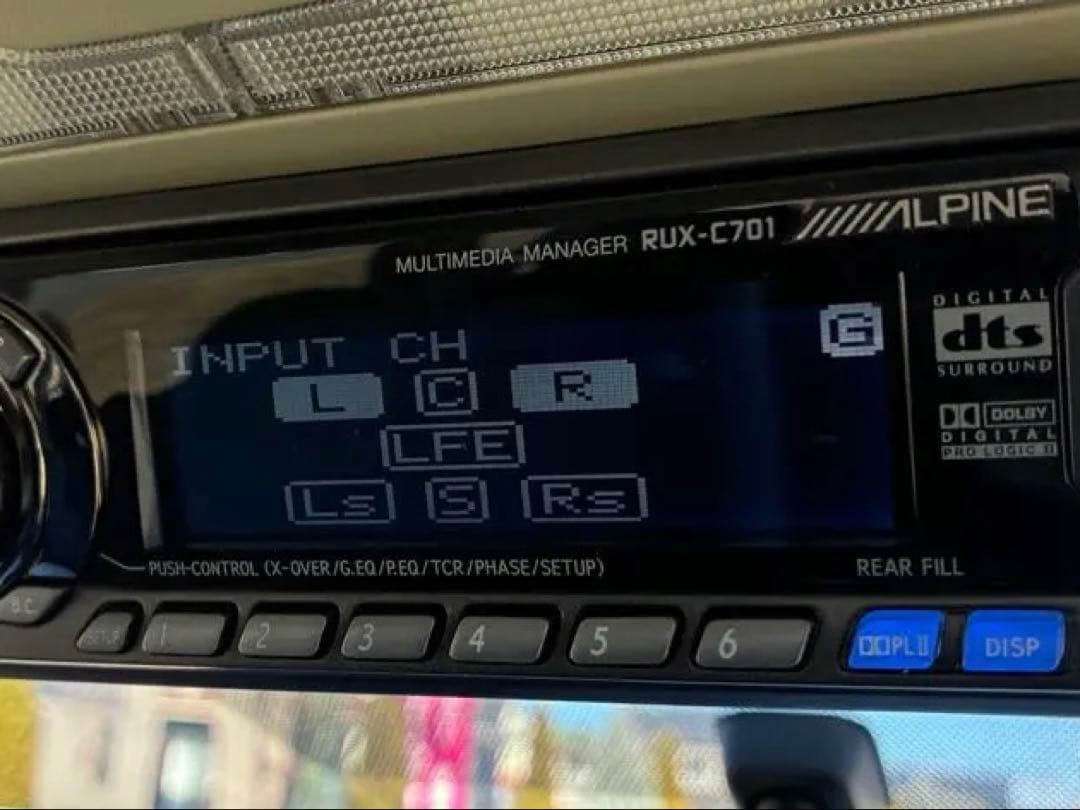 MULTIMEDIA MANAGER RUX-C701 ALPINE
INPUT CH
G
L C R
LFE
Ls S Rs
DIGITAL
dts
SURROUND
DOLBY
DIGITAL
PRO LOGIC II
PUSH-CONTROL (X-OVER/G.EQ/P.EQ/TCR/PHASE/SETUP)
REAR FILL
B.C.
1 2 3 4 5 6 PL II DISP